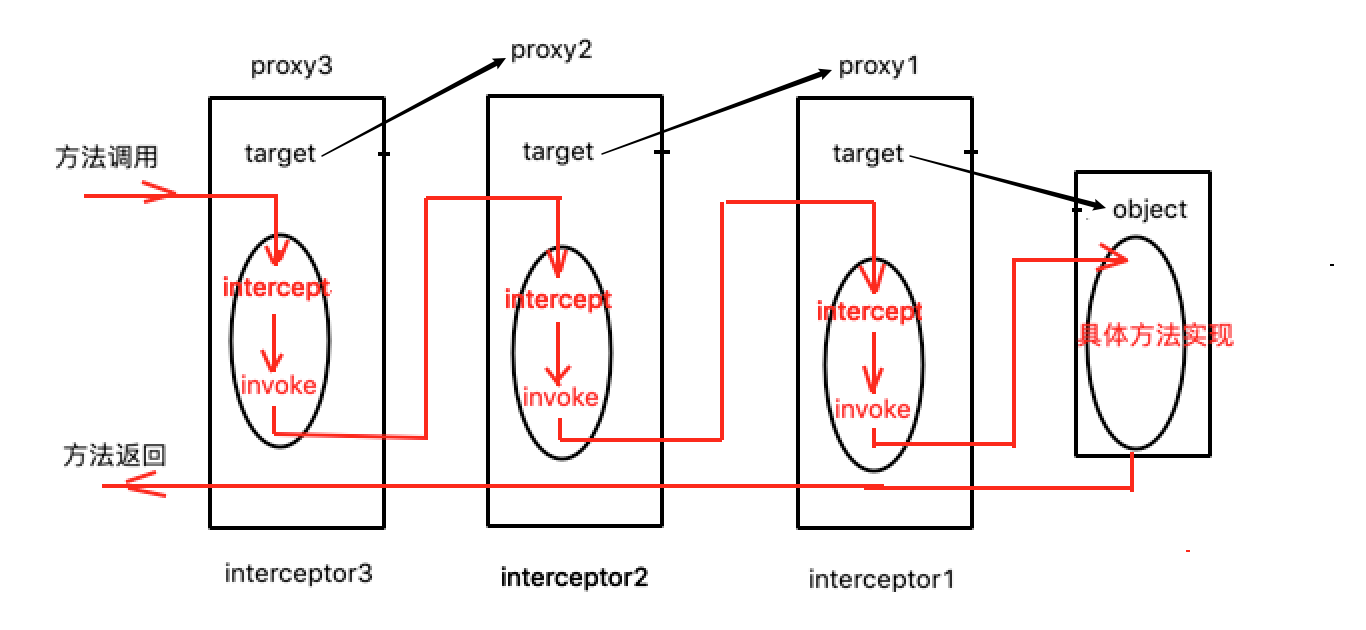 proxy3
proxy2
proxy1
方法调用
target
target
target
object
intercept
intercept
intercept
invoke
invoke
invoke
具体方法实现
方法返回
interceptor3
interceptor2
interceptor1